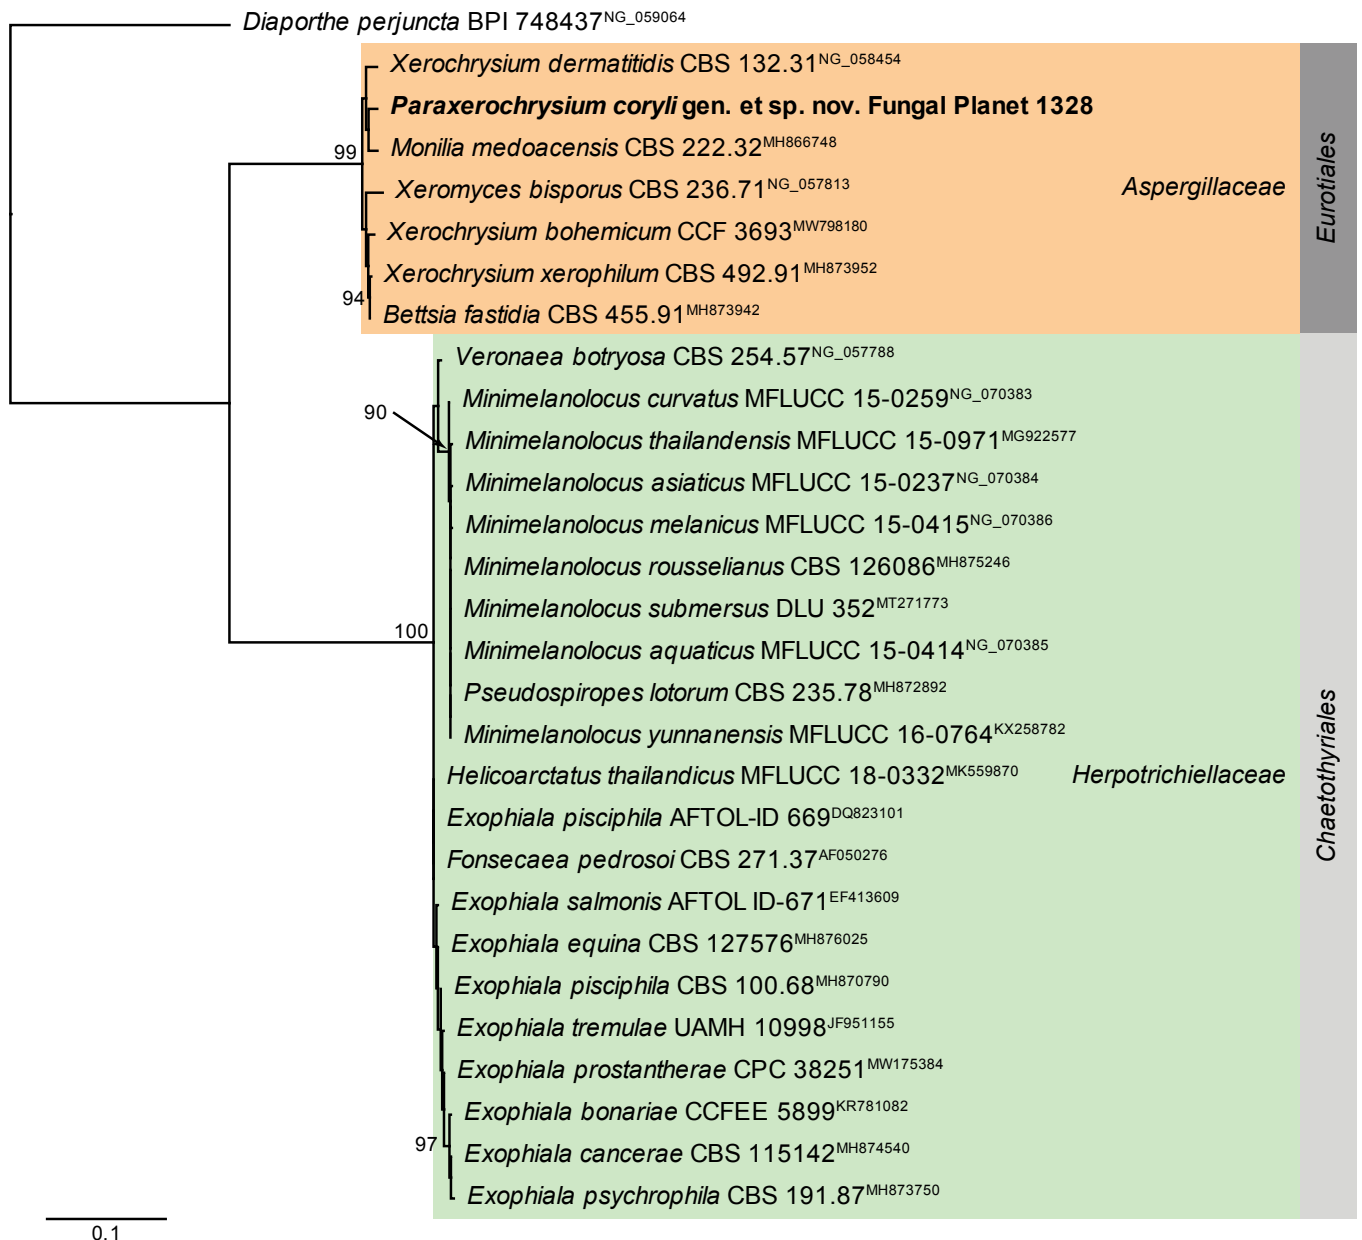 Diaporthe perjuncta BPI 748437NG_059064
Xerochrysium dermatitidis CBS 132.31NG_058454
Paraxerochrysium coryli gen. et sp. nov. Fungal Planet 1328
99
Monilia medoacensis CBS 222.32MH866748
Xeromyces bisporus CBS 236.71NG_057813
Aspergillaceae
Eurotiales
Xerochrysium bohemicum CCF 3693MW798180
Xerochrysium xerophilum CBS 492.91MH873952
94
Bettsia fastidia CBS 455.91MH873942
Veronaea botryosa CBS 254.57NG_057788
Minimelanolocus curvatus MFLUCC 15-0259NG_070383
90
Minimelanolocus thailandensis MFLUCC 15-0971MG922577
Minimelanolocus asiaticus MFLUCC 15-0237NG_070384
Minimelanolocus melanicus MFLUCC 15-0415NG_070386
Minimelanolocus rousselianus CBS 126086MH875246
Minimelanolocus submersus DLU 352MT271773
100
Minimelanolocus aquaticus MFLUCC 15-0414NG_070385
Pseudospiropes lotorum CBS 235.78MH872892
Minimelanolocus yunnanensis MFLUCC 16-0764KX258782
Helicoarctatus thailandicus MFLUCC 18-0332MK559870
Herpotrichiellaceae
Chaetothyriales
Exophiala pisciphila AFTOL-ID 669DQ823101
Fonsecaea pedrosoi CBS 271.37AF050276
Exophiala salmonis AFTOL ID-671EF413609
Exophiala equina CBS 127576MH876025
Exophiala pisciphila CBS 100.68MH870790
Exophiala tremulae UAMH 10998JF951155
Exophiala prostantherae CPC 38251MW175384
Exophiala bonariae CCFEE 5899KR781082
97
Exophiala cancerae CBS 115142MH874540
Exophiala psychrophila CBS 191.87MH873750
0.1